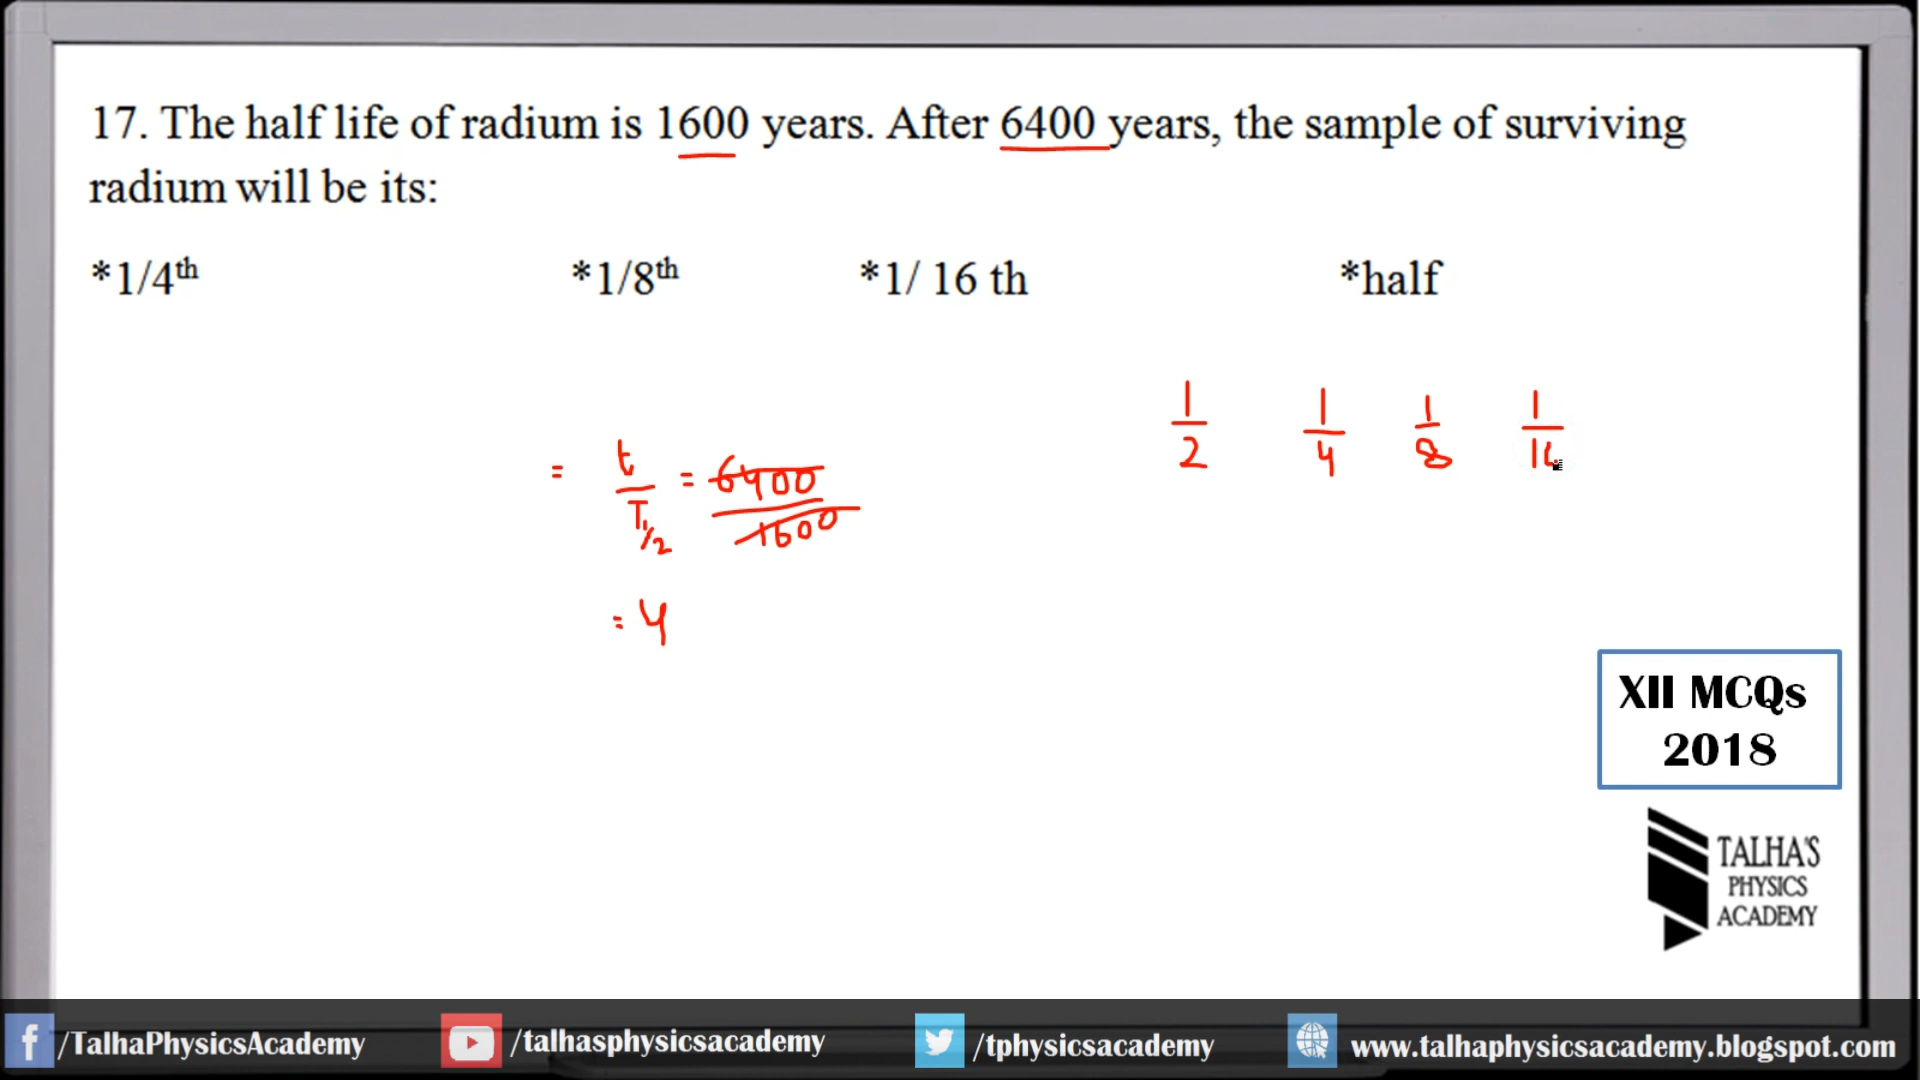 17. The half life of radium is 1600 years. After 6400 years, the sample of surviving
radium will be its:
*1/4th *1/8th *1/ 16 th *half
1/2 1/4 1/8
= t/T1/2 = 6400/1600
= 4
XII MCQs
2018
TALHA'S
PHYSICS
ACADEMY
/TalhaPhysicsAcademy /talhasphysicsacademy /tphysicsacademy www.talhaphysicsacademy.blogspot.com